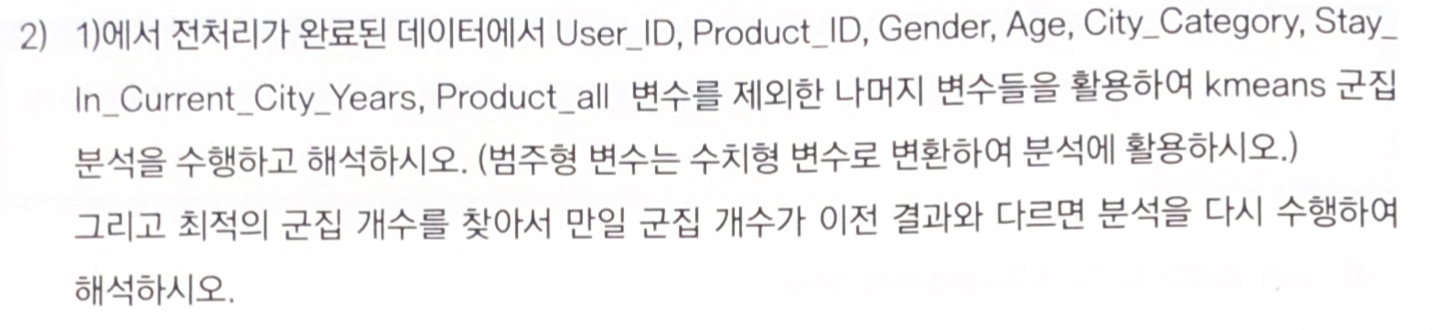 2) 1)에서 전처리가 완료된 데이터에서 User_ID, Product_ID, Gender, Age, City_Category, Stay_
In_Current_City_Years, Product_all 변수를 제외한 나머지 변수들을 활용하여 kmeans 군집
분석을 수행하고 해석하시오. (범주형 변수는 수치형 변수로 변환하여 분석에 활용하시오.)
그리고 최적의 군집 개수를 찾아서 만일 군집 개수가 이전 결과와 다르면 분석을 다시 수행하여
해석하시오.